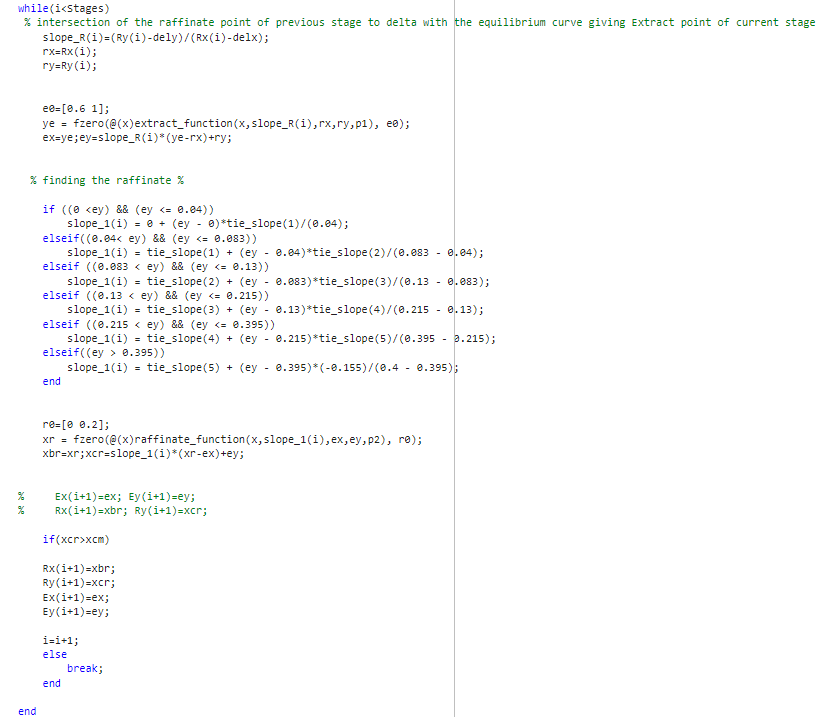 while(i<Stages)
% intersection of the raffinate point of previous stage to delta with the equilibrium curve giving Extract point of current stage
slope_R(i)=(Ry(i)-dely)/(Rx(i)-delx);
rx=Rx(i);
ry=Ry(i);
e0=[0.6 1];
ye = fzero(@(x)extract_function(x,slope_R(i),rx,ry,p1), e0);
ex=ye;ey=slope_R(i)*(ye-rx)+ry;
% finding the raffinate %
if ((0 <ey) && (ey <= 0.04))
slope_1(i) = 0 + (ey - 0)*tie_slope(1)/(0.04);
elseif((0.04< ey) && (ey <= 0.083))
slope_1(i) = tie_slope(1) + (ey - 0.04)*tie_slope(2)/(0.083 - 0.04);
elseif ((0.083 < ey) && (ey <= 0.13))
slope_1(i) = tie_slope(2) + (ey - 0.083)*tie_slope(3)/(0.13 - 0.083);
elseif ((0.13 < ey) && (ey <= 0.215))
slope_1(i) = tie_slope(3) + (ey - 0.13)*tie_slope(4)/(0.215 - 0.13);
elseif ((0.215 < ey) && (ey <= 0.395))
slope_1(i) = tie_slope(4) + (ey - 0.215)*tie_slope(5)/(0.395 - 0.215);
elseif((ey > 0.395))
slope_1(i) = tie_slope(5) + (ey - 0.395)*(-0.155)/(0.4 - 0.395);
end
r0=[0 0.2];
xr = fzero(@(x)raffinate_function(x,slope_1(i),ex,ey,p2), r0);
xbr=xr;xcr=slope_1(i)*(xr-ex)+ey;
% Ex(i+1)=ex; Ey(i+1)=ey;
% Rx(i+1)=xbr; Ry(i+1)=xcr;
if(xcr>xcm)
Rx(i+1)=xbr;
Ry(i+1)=xcr;
Ex(i+1)=ex;
Ey(i+1)=ey;
i=i+1;
else
break;
end
end